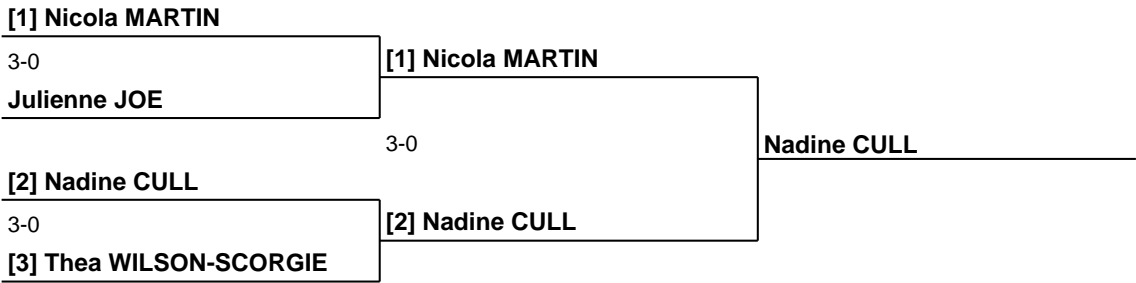 [1] Nicola MARTIN
3-0
Julienne JOE
[2] Nadine CULL
3-0
[3] Thea WILSON-SCORGIE
[1] Nicola MARTIN
3-0
[2] Nadine CULL
Nadine CULL